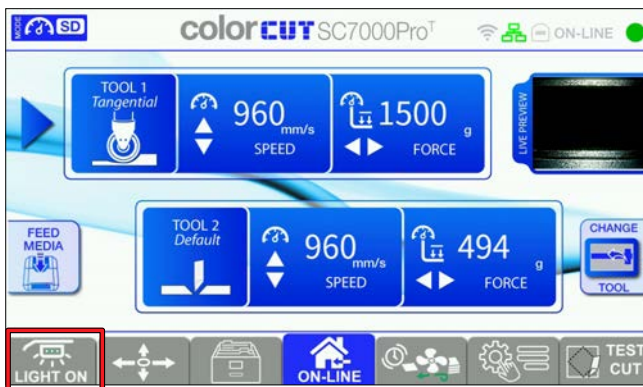 MODE
SD
colorCUT SC7000Pro T
ON-LINE
TOOL 1
Tangential
960 mm/s
SPEED
1500 g
FORCE
LIVE PREVIEW
FEED
MEDIA
TOOL 2
Default
960 mm/s
SPEED
494 g
FORCE
CHANGE
TOOL
LIGHT ON
ON-LINE
TEST
CUT